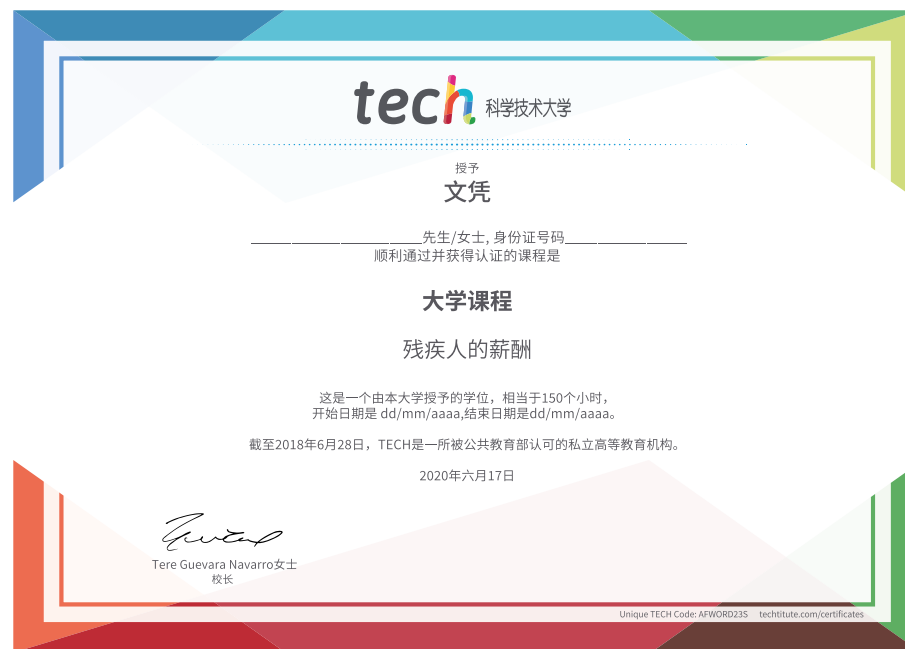 tech 科学技术大学
授予
文凭
先生/女士, 身份证号码
顺利通过并获得认证的课程是
大学课程
残疾人的薪酬
这是一个由本大学授予的学位，相当于150个小时，
开始日期是 dd/mm/aaaa,结束日期是dd/mm/aaaa。
截至2018年6月28日，TECH是一所被公共教育部认可的私立高等教育机构。
2020年六月17日
Tere Guevara Navarro女士
校长
Unique TECH Code: AFWORD23S techtitute.com/certificates